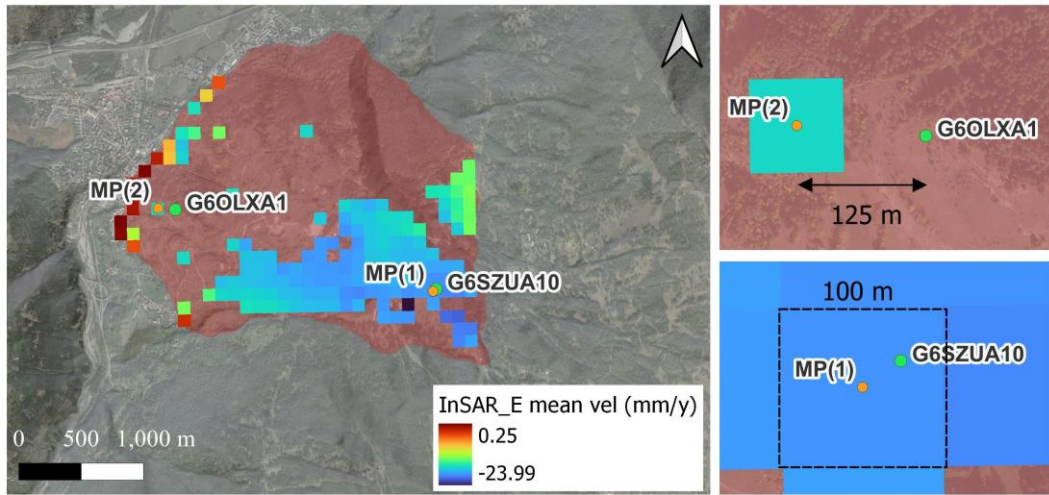 MP(2)
G6OLXA1
MP(1)
G6SZUA10
0 500 1,000 m
InSAR_E mean vel (mm/y)
0.25
-23.99
MP(2)
G6OLXA1
125 m
100 m
G6SZUA10
MP(1)